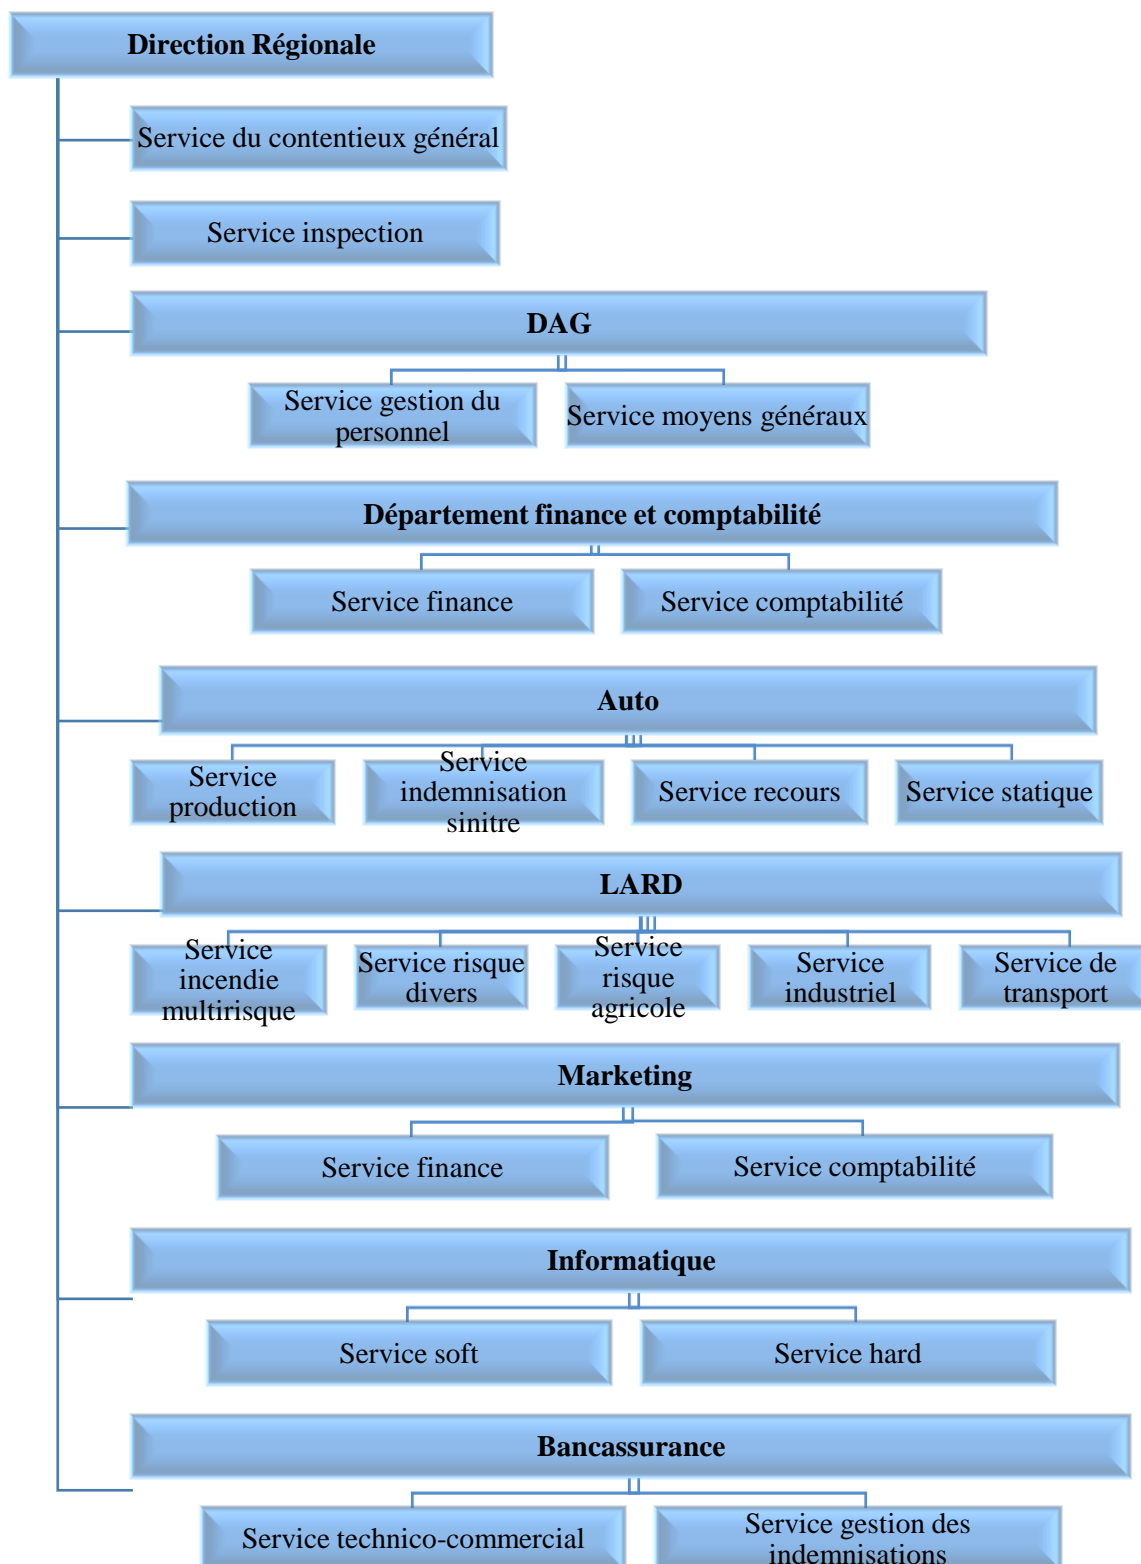 Direction Régionale
Service du contentieux général
Service inspection
DAG
Service gestion du
personnel
Service moyens généraux
Département finance et comptabilité
Service finance
Service comptabilité
Auto
Service
production
Service
indemnisation
sinitre
Service recours
Service statique
LARD
Service
incendie
multirisque
Service risque
divers
Service
risque
agricole
Service
industriel
Service de
transport
Marketing
Service finance
Service comptabilité
Informatique
Service soft
Service hard
Bancassurance
Service technico-commercial
Service gestion des
indemnisations